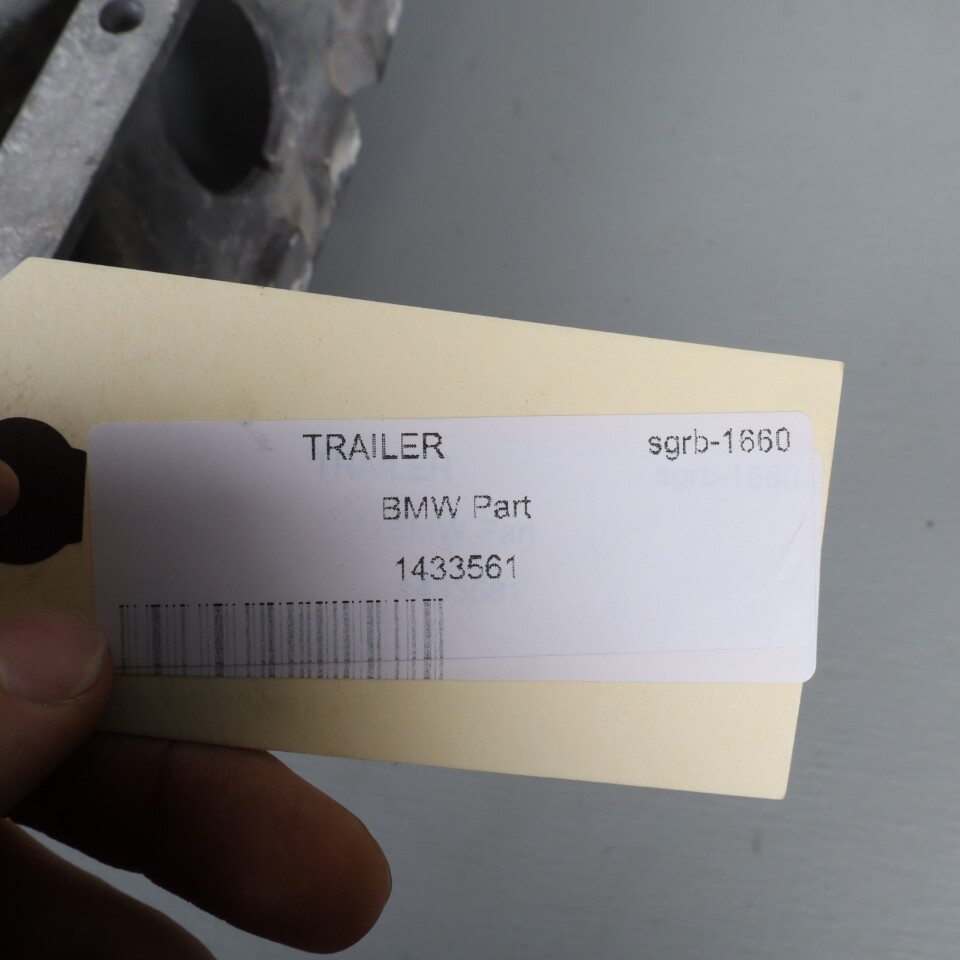 TRAILER sgrb-1660
BMW Part
1433561